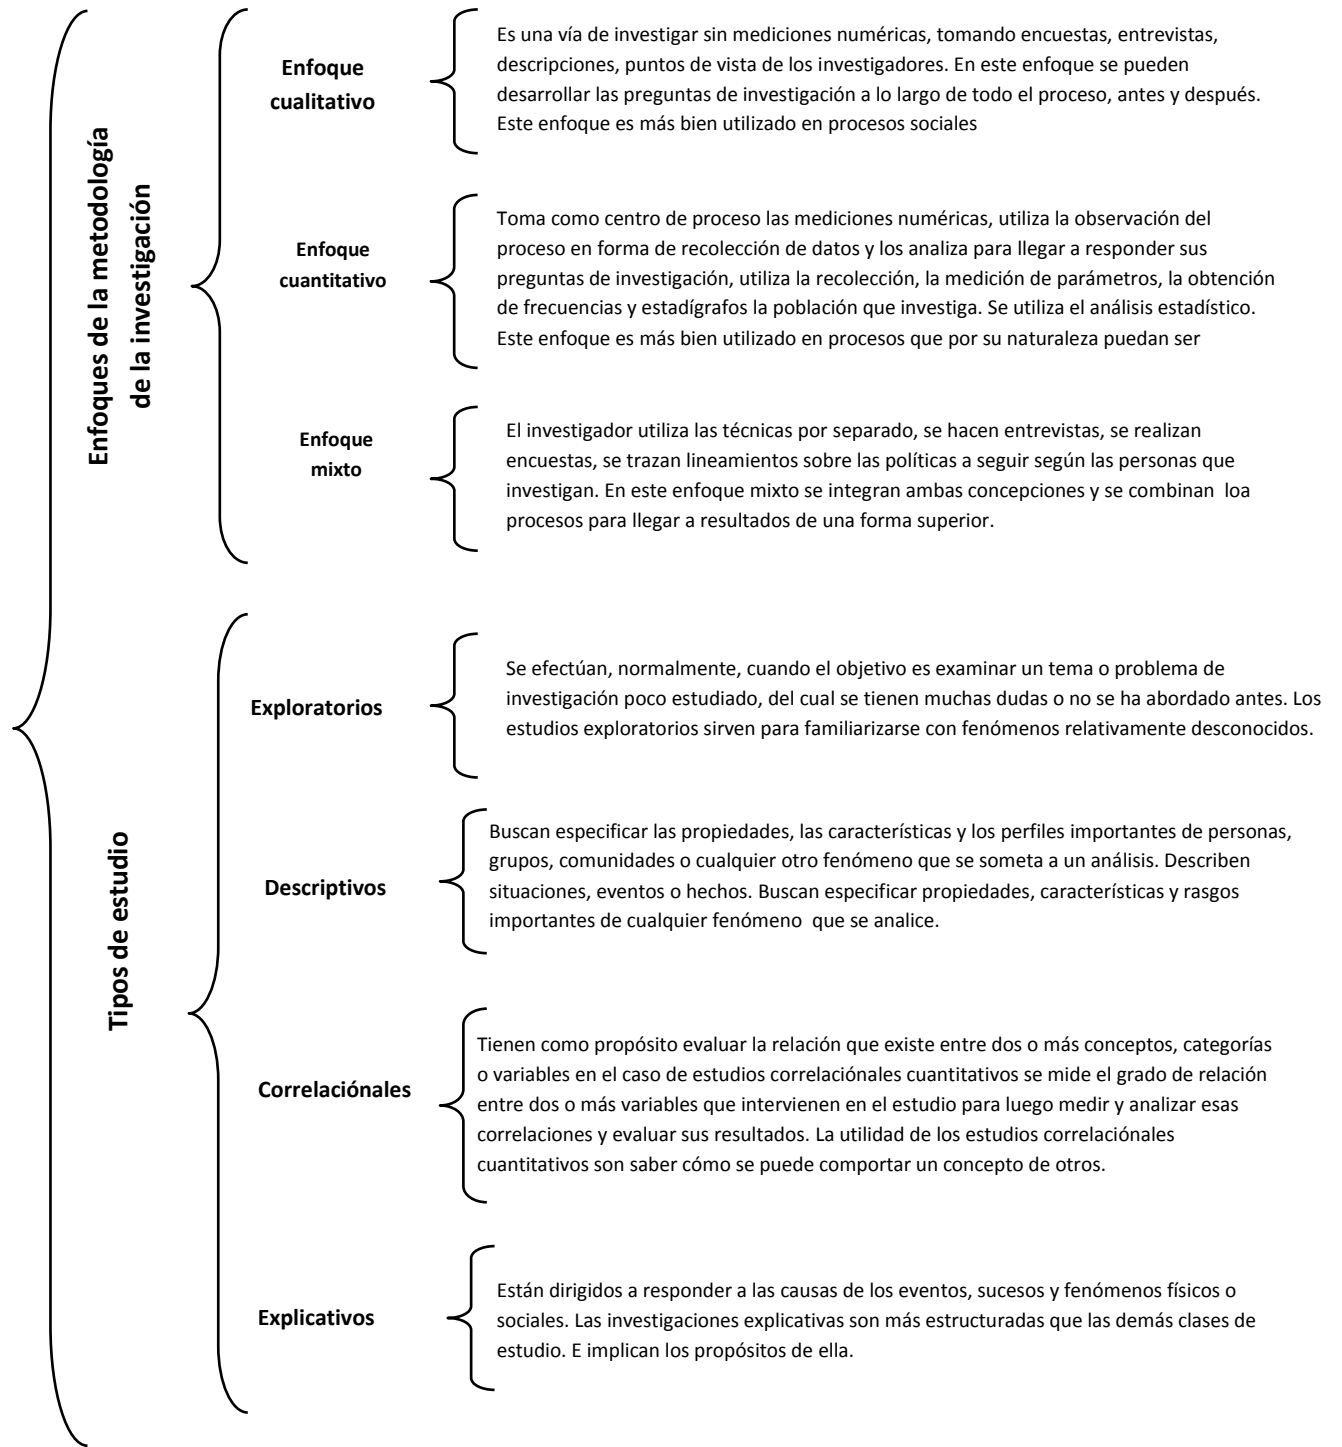 Enfoques de la metodología
de la investigación
Enfoque
cualitativo
Es una vía de investigar sin mediciones numéricas, tomando encuestas, entrevistas,
descripciones, puntos de vista de los investigadores. En este enfoque se pueden
desarrollar las preguntas de investigación a lo largo de todo el proceso, antes y después.
Este enfoque es más bien utilizado en procesos sociales
Enfoque
cuantitativo
Toma como centro de proceso las mediciones numéricas, utiliza la observación del
proceso en forma de recolección de datos y los analiza para llegar a responder sus
preguntas de investigación, utiliza la recolección, la medición de parámetros, la obtención
de frecuencias y estadígrafos la población que investiga. Se utiliza el análisis estadístico.
Este enfoque es más bien utilizado en procesos que por su naturaleza puedan ser
Enfoque
mixto
El investigador utiliza las técnicas por separado, se hacen entrevistas, se realizan
encuestas, se trazan lineamientos sobre las políticas a seguir según las personas que
investigan. En este enfoque mixto se integran ambas concepciones y se combinan  loa
procesos para llegar a resultados de una forma superior.
Tipos de estudio
Exploratorios
Se efectúan, normalmente, cuando el objetivo es examinar un tema o problema de
investigación poco estudiado, del cual se tienen muchas dudas o no se ha abordado antes. Los
estudios exploratorios sirven para familiarizarse con fenómenos relativamente desconocidos.
Descriptivos
Buscan especificar las propiedades, las características y los perfiles importantes de personas,
grupos, comunidades o cualquier otro fenómeno que se someta a un análisis. Describen
situaciones, eventos o hechos. Buscan especificar propiedades, características y rasgos
importantes de cualquier fenómeno  que se analice.
Correlaciónales
Tienen como propósito evaluar la relación que existe entre dos o más conceptos, categorías
o variables en el caso de estudios correlaciónales cuantitativos se mide el grado de relación
entre dos o más variables que intervienen en el estudio para luego medir y analizar esas
correlaciones y evaluar sus resultados. La utilidad de los estudios correlaciónales
cuantitativos son saber cómo se puede comportar un concepto de otros.
Explicativos
Están dirigidos a responder a las causas de los eventos, sucesos y fenómenos físicos o
sociales. Las investigaciones explicativas son más estructuradas que las demás clases de
estudio. E implican los propósitos de ella.